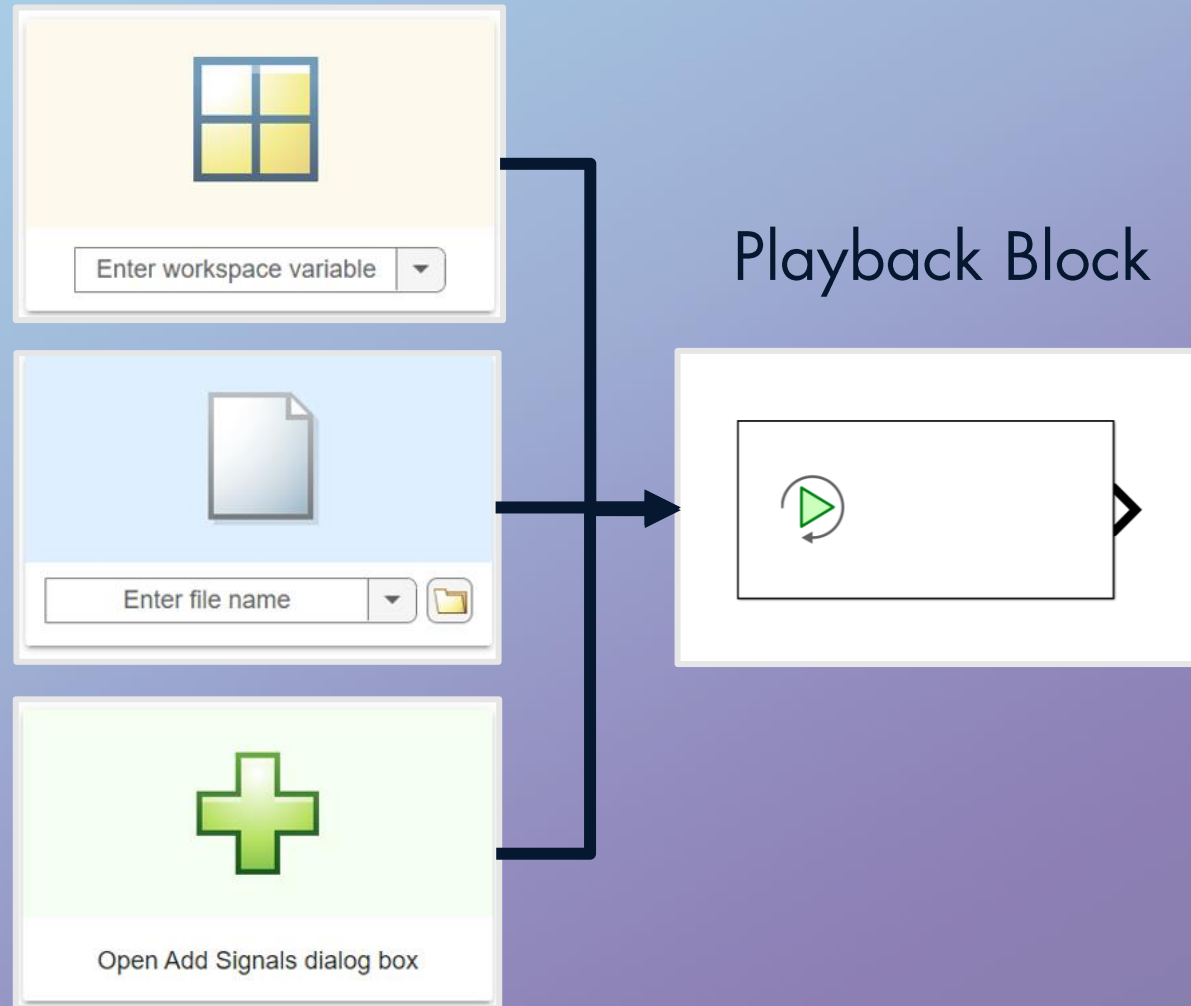 Enter workspace variable
Playback Block
Enter file name
Open Add Signals dialog box